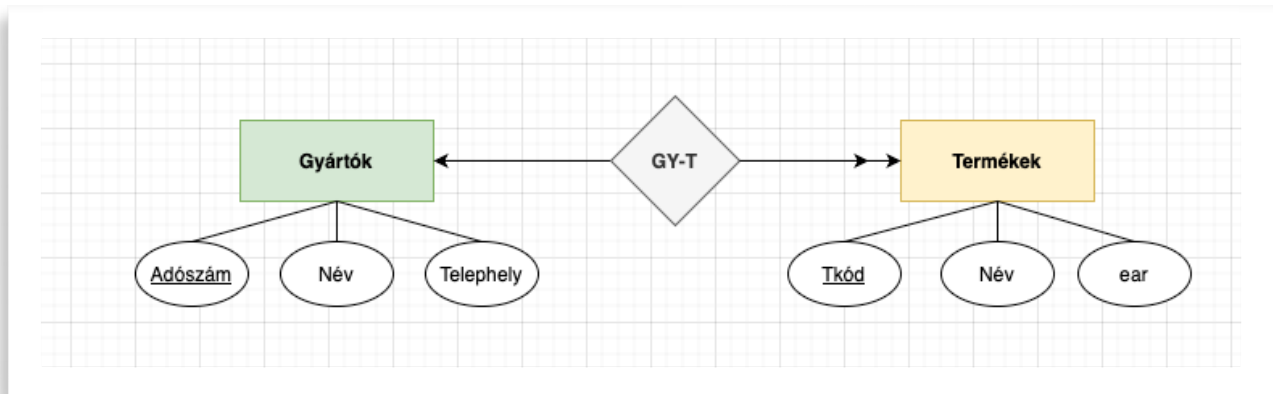 Gyártók
GY-T
Termékek
Adószám
Név
Telephely
Tkód
Név
ear